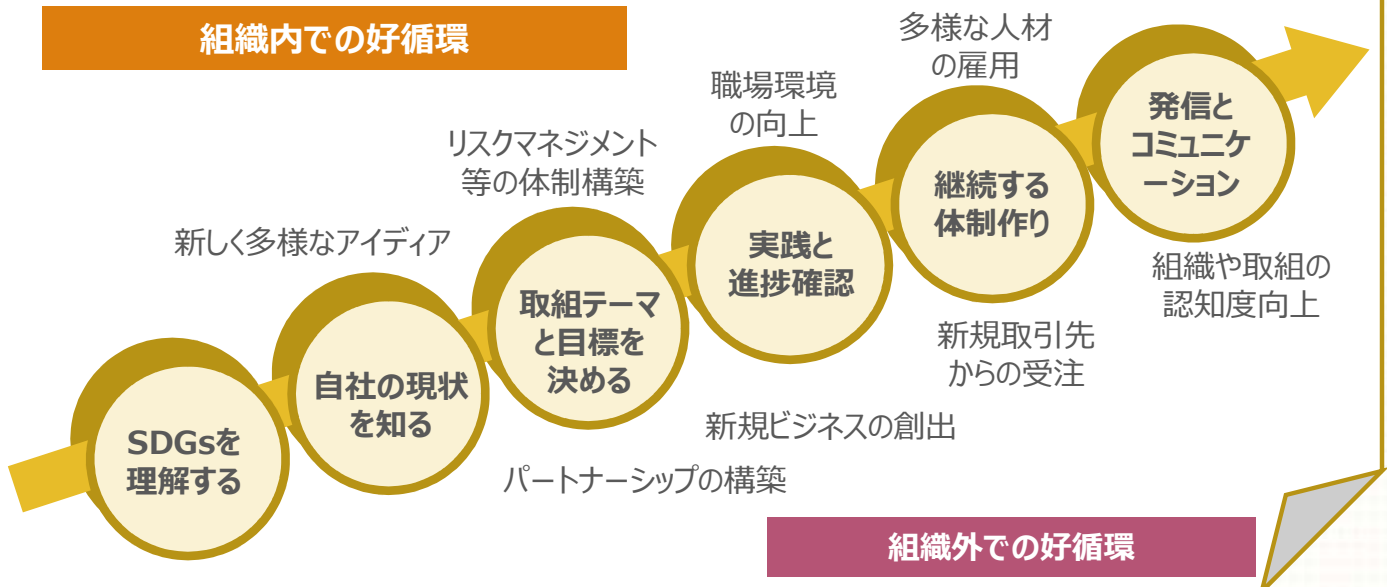 組織内での好循環
多様な人材
の雇用
職場環境
の向上
リスクマネジメント
等の体制構築
新しく多様なアイディア
SDGsを
理解する
自社の現状
を知る
取組テーマ
と目標を
決める
実践と
進捗確認
継続する
体制作り
発信と
コミュニケ
ーション
組織や取組の
認知度向上
新規取引先
からの受注
新規ビジネスの創出
パートナーシップの構築
組織外での好循環